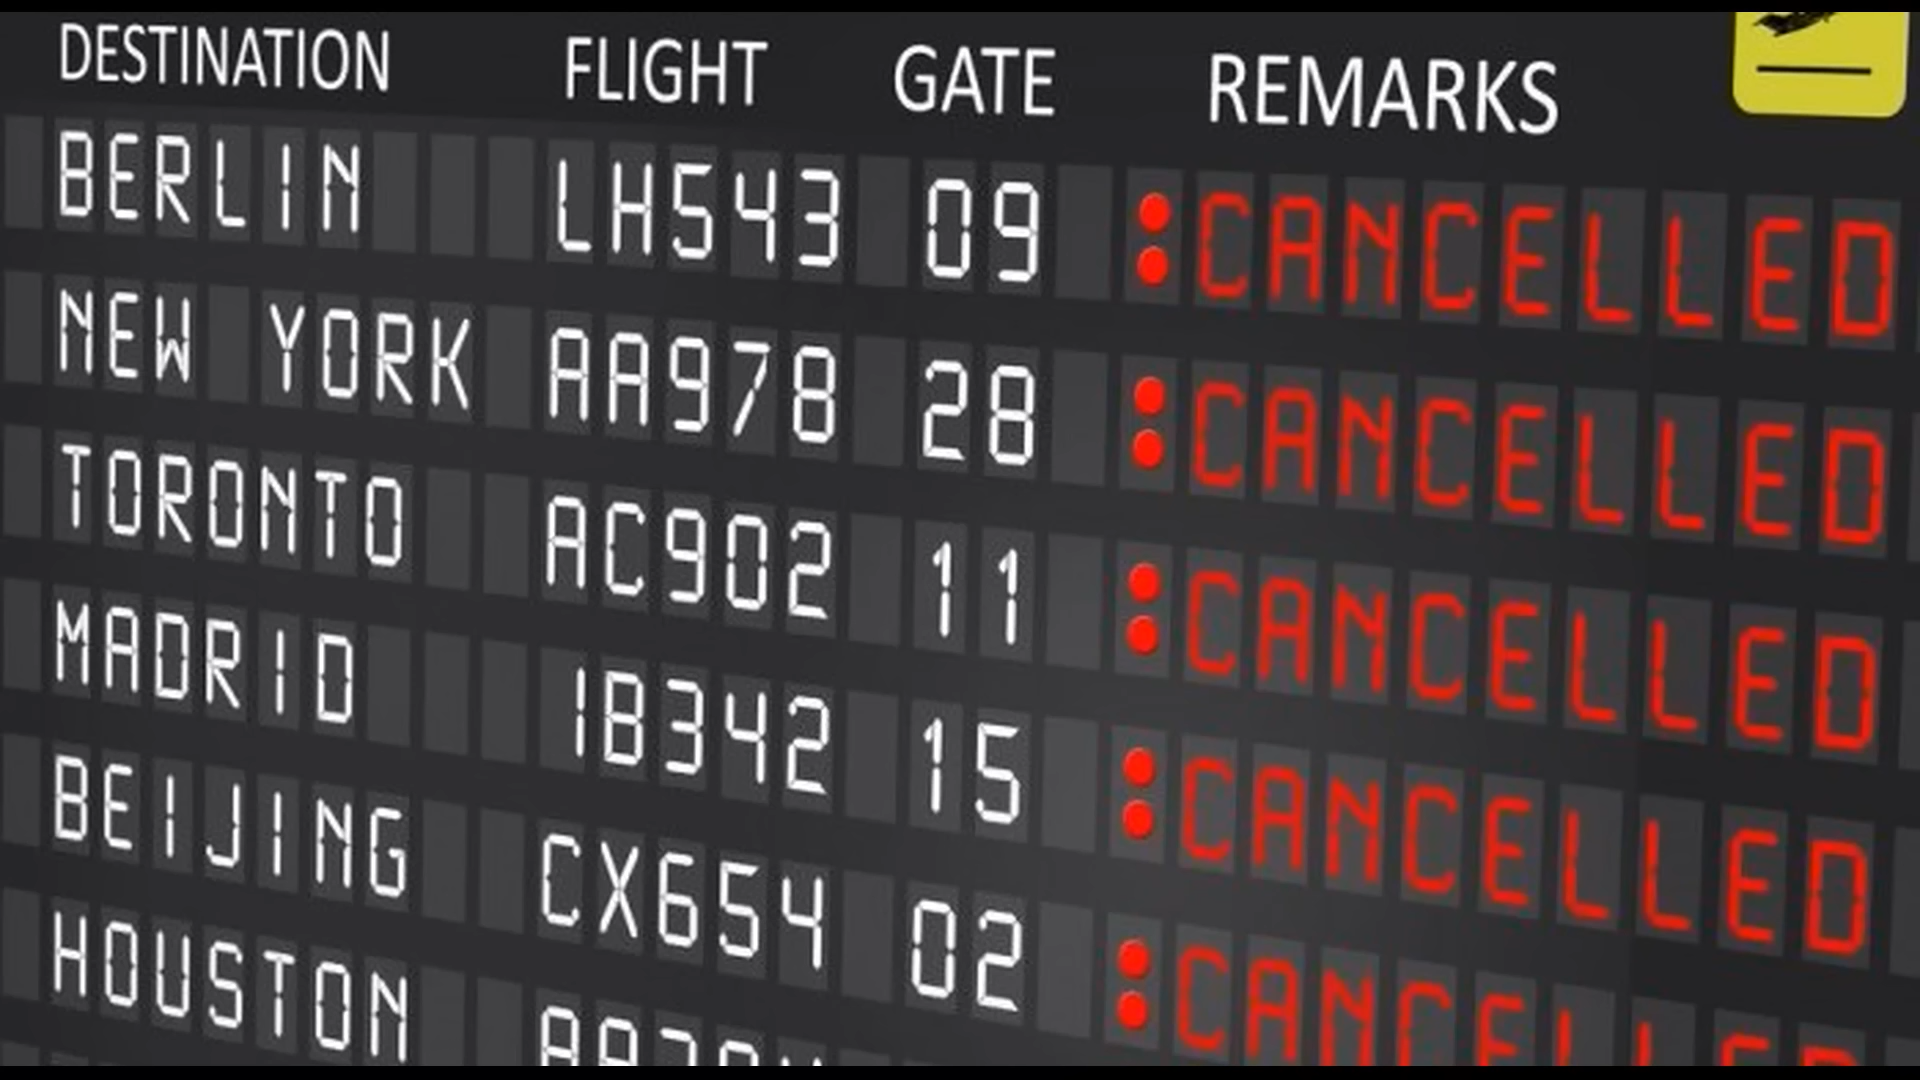 DESTINATION FLIGHT GATE REMARKS
BERLIN LH543 09 CANCELLED
NEW YORK AA978 28 CANCELLED
TORONTO AC902 11 CANCELLED
MADRID IB342 15 CANCELLED
BEIJING CX654 02 CANCELLED
HOUSTON